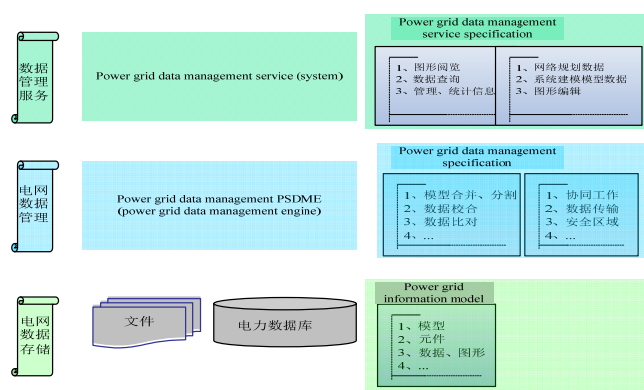 数据
管理
服务
Power grid data management service (system)
Power grid data management
service specification
1、图形阅览
2、数据查询
3、管理、统计信息
1、网络规划数据
2、系统建模模型数据
3、图形编辑
电网
数据
管理
Power grid data management PSDME
(power grid data management engine)
Power grid data management
specification
1、模型合并、分割
2、数据校合
3、数据比对
4、...
1、协同工作
2、数据传输
3、安全区域
4、...
电网
数据
存储
文件
电力数据库
Power grid
information model
1、模型
2、元件
3、数据、图形
4、...